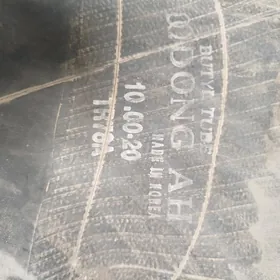 BUTYL TUBE
DONG AH
MADE IN KOREA
10.00-20
TR78A